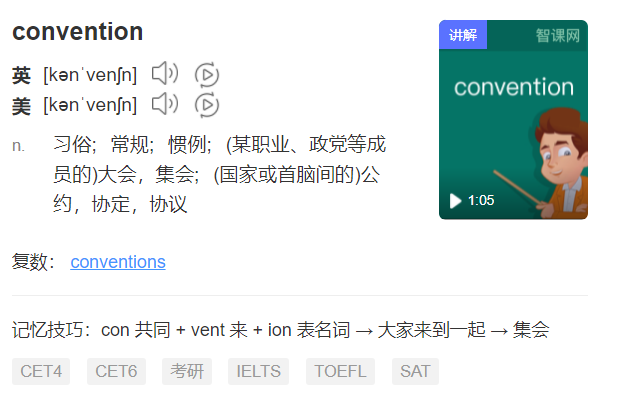 convention
英 [kənˈvenʃn]
美 [kənˈvenʃn]
n. 习俗；常规；惯例；(某职业、政党等成
员的)大会，集会；(国家或首脑间的)公
约，协定，协议
讲解 智课网
convention
1:05
复数： conventions
记忆技巧：con 共同 + vent 来 + ion 表名词 → 大家来到一起 → 集会
CET4 CET6 考研 IELTS TOEFL SAT